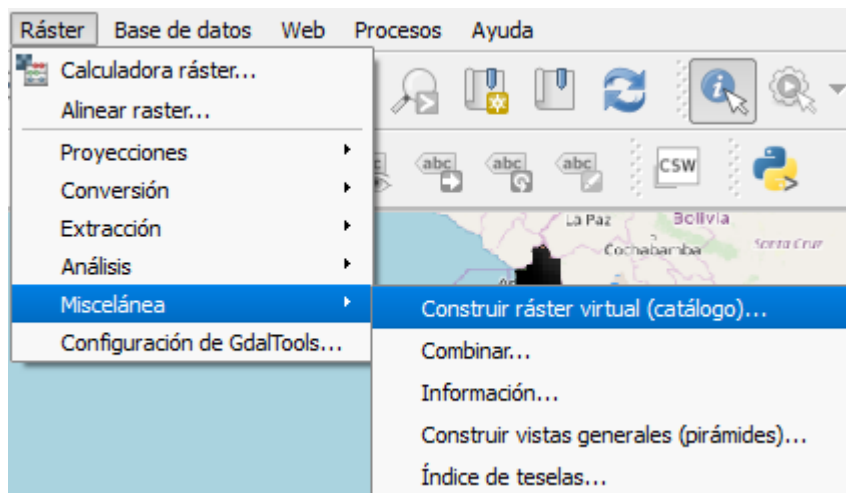 Ráster Base de datos Web Procesos Ayuda
Calculadora ráster...
Alinear raster...
Proyecciones
Conversión
Extracción
Análisis
Miscelánea
Configuración de GdalTools...
abc abc abc CSW
La Paz Bolivia
Cochabamba Santa Cruz
Construir ráster virtual (catálogo)...
Combinar...
Información...
Construir vistas generales (pirámides)...
Índice de teselas...